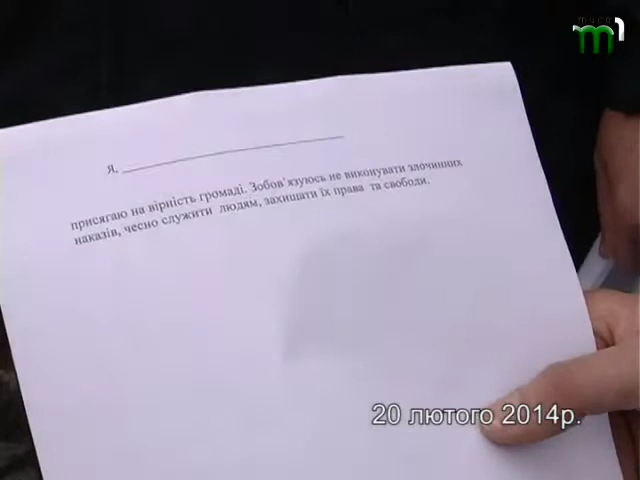 Я, ____________________
присягаю на вірність громаді. Зобов'язуюсь не виконувати злочинних
наказів, чесно служити людям, захищати їх права та свободи.
20 лютого 2014р.